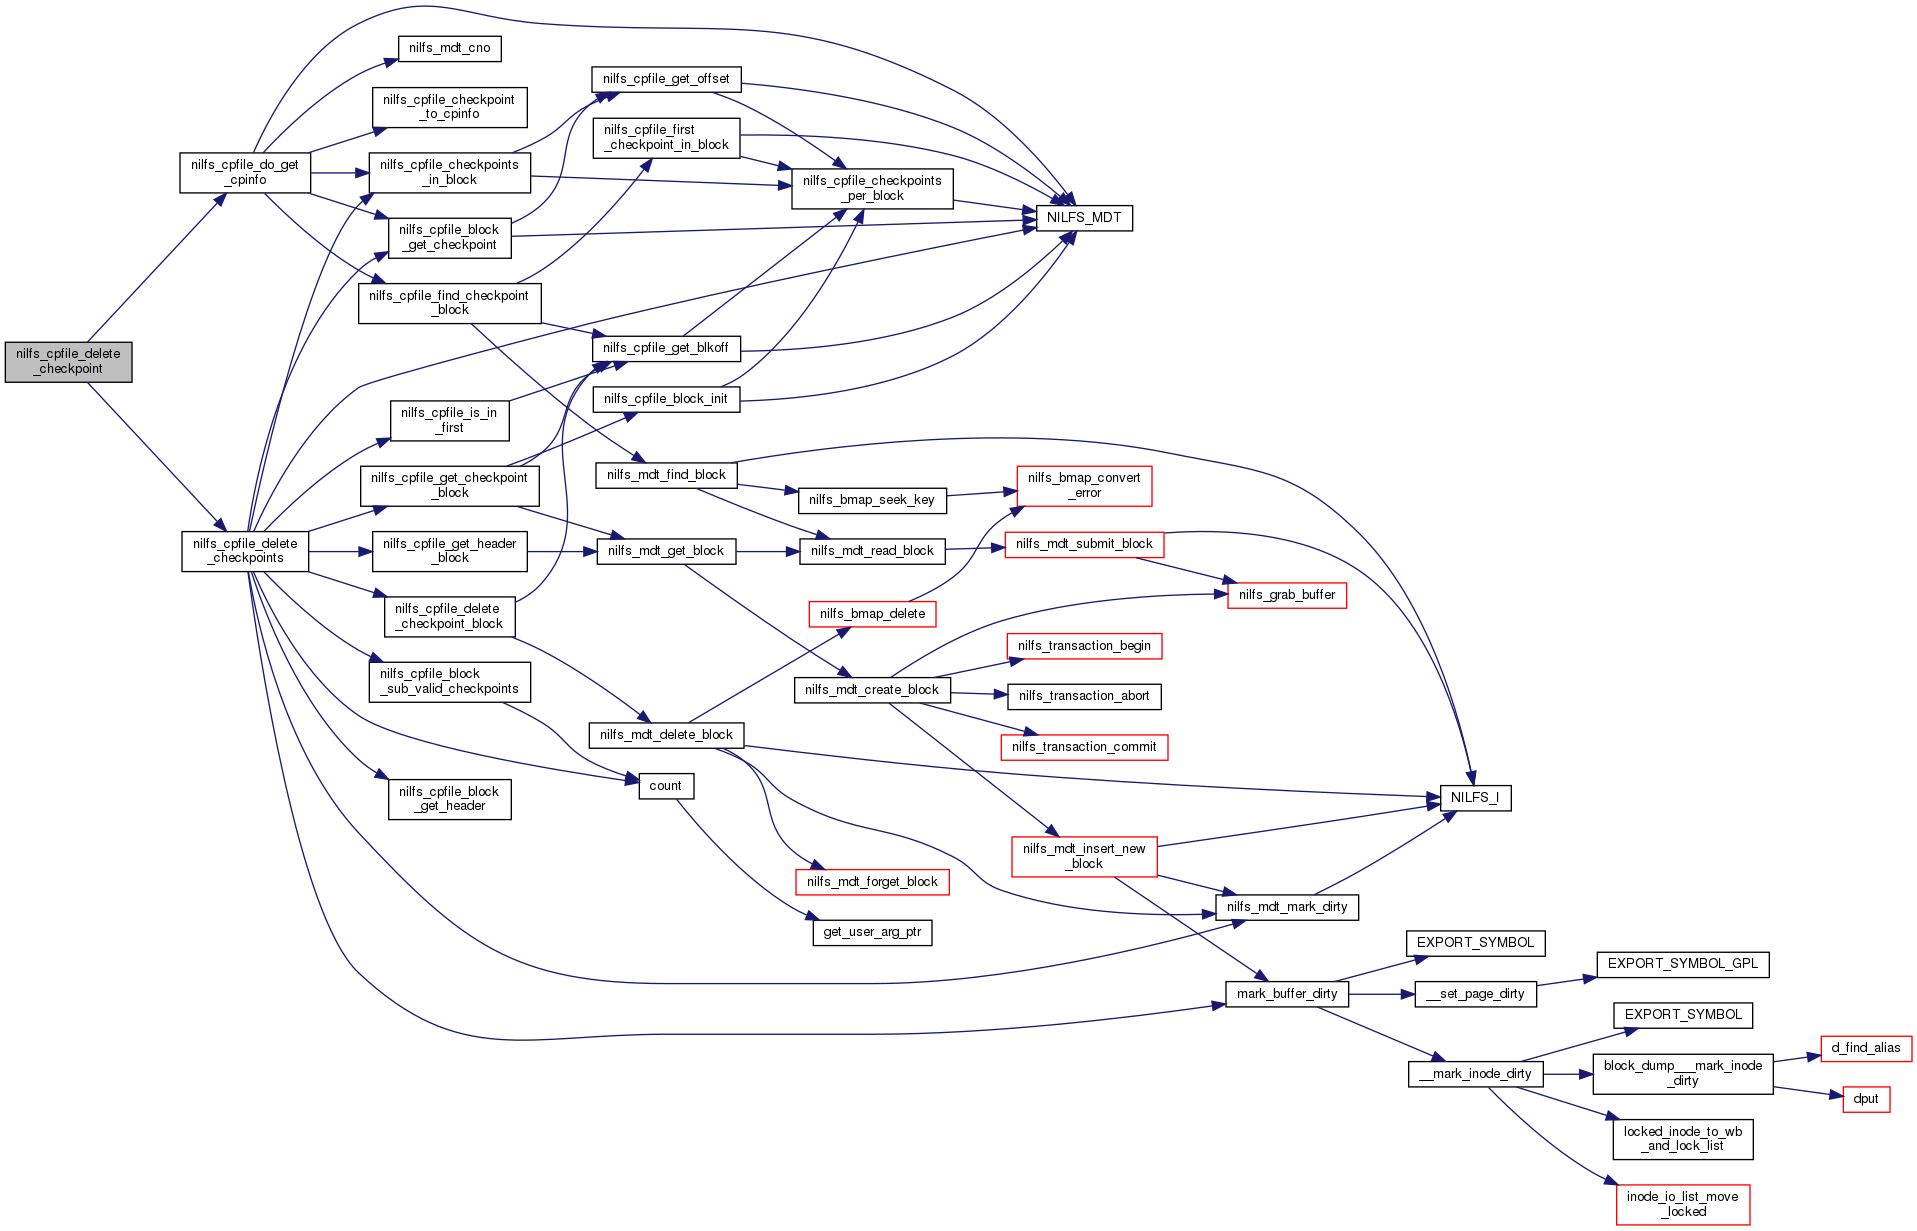 nilfs_cpfile_delete
_checkpoint
nilfs_cpfile_do_get
_cpinfo
nilfs_cpfile_delete
_checkpoints
nilfs_mdt_cno
nilfs_cpfile_checkpoint
_to_cpinfo
nilfs_cpfile_checkpoints
_in_block
nilfs_cpfile_block
_get_checkpoint
nilfs_cpfile_find_checkpoint
_block
nilfs_cpfile_is_in
_first
nilfs_cpfile_get_checkpoint
_block
nilfs_cpfile_get_header
_block
nilfs_cpfile_delete
_checkpoint_block
nilfs_cpfile_block
_sub_valid_checkpoints
nilfs_cpfile_block
_get_header
nilfs_cpfile_get_offset
nilfs_cpfile_first
_checkpoint_in_block
nilfs_cpfile_get_blkoff
nilfs_cpfile_block_init
nilfs_mdt_find_block
nilfs_mdt_get_block
nilfs_mdt_delete_block
count
nilfs_cpfile_checkpoints
_per_block
nilfs_bmap_seek_key
nilfs_mdt_read_block
nilfs_bmap_delete
nilfs_mdt_create_block
nilfs_mdt_forget_block
get_user_arg_ptr
NILFS_MDT
nilfs_bmap_convert
_error
nilfs_mdt_submit_block
nilfs_transaction_begin
nilfs_transaction_abort
nilfs_transaction_commit
nilfs_mdt_insert_new
_block
nilfs_grab_buffer
nilfs_mdt_mark_dirty
mark_buffer_dirty
NILFS_I
EXPORT_SYMBOL
__set_page_dirty
__mark_inode_dirty
EXPORT_SYMBOL_GPL
EXPORT_SYMBOL
block_dump___mark_inode
_dirty
locked_inode_to_wb
_and_lock_list
inode_io_list_move
_locked
d_find_alias
dput